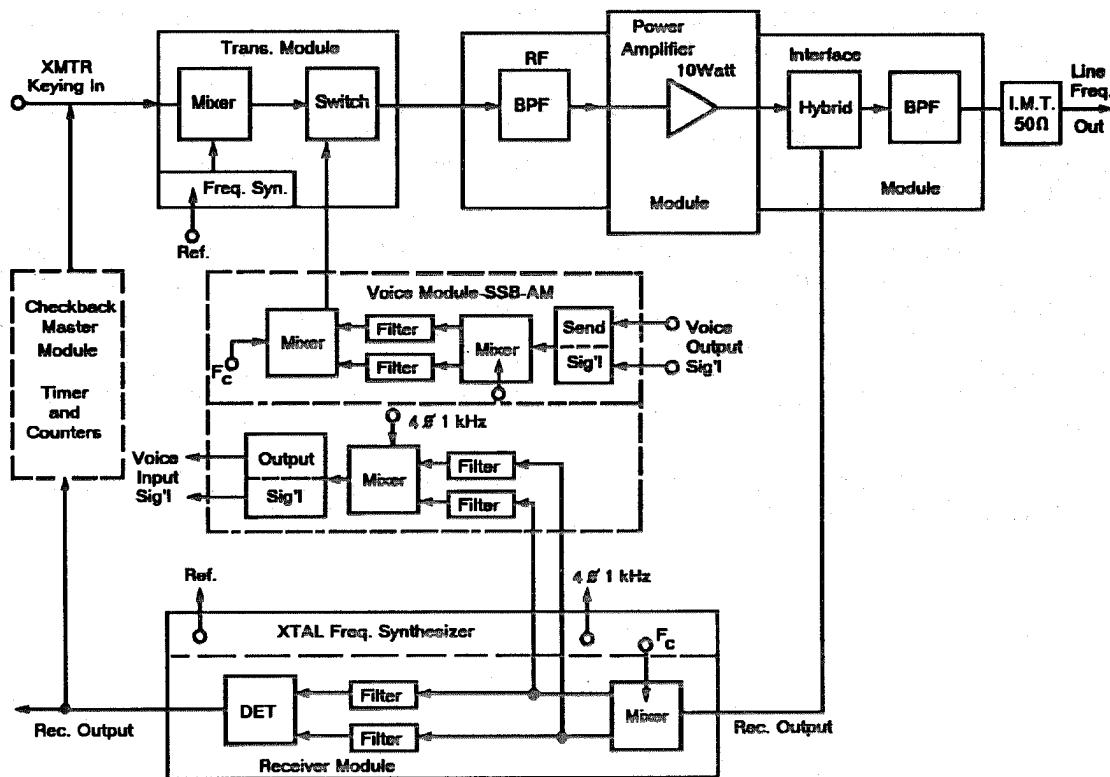 XMTR
Keying In
Trans. Module
Mixer
Switch
Freq. Syn.
Ref.
RF
BPF
Power
Amplifier
10Watt
Module
Interface
Hybrid
BPF
Module
I.M.T.
50Ω
Line
Freq.
Out
Checkback
Master
Module
Timer
and
Counters
Voice Module-SSB-AM
Mixer
Fc
Filter
Filter
Mixer
Send
Sig'l
Voice
Output
Sig'l
4 Ø 1 kHz
Voice
Input
Sig'l
Output
Sig'l
Mixer
Filter
Filter
Ref.
4 Ø 1 kHz
XTAL Freq. Synthesizer
Fc
DET
Filter
Filter
Mixer
Rec. Output
Rec. Output
Receiver Module